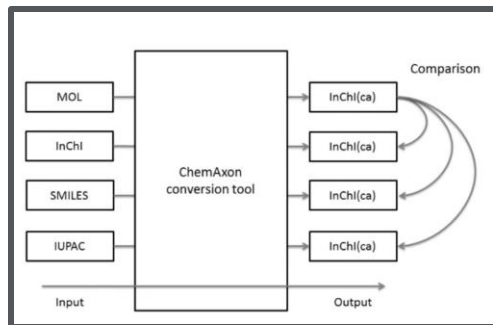 Comparison
MOL
InChI(ca)
InChI
InChI(ca)
ChemAxon
conversion tool
SMILES
InChI(ca)
IUPAC
InChI(ca)
Input
Output